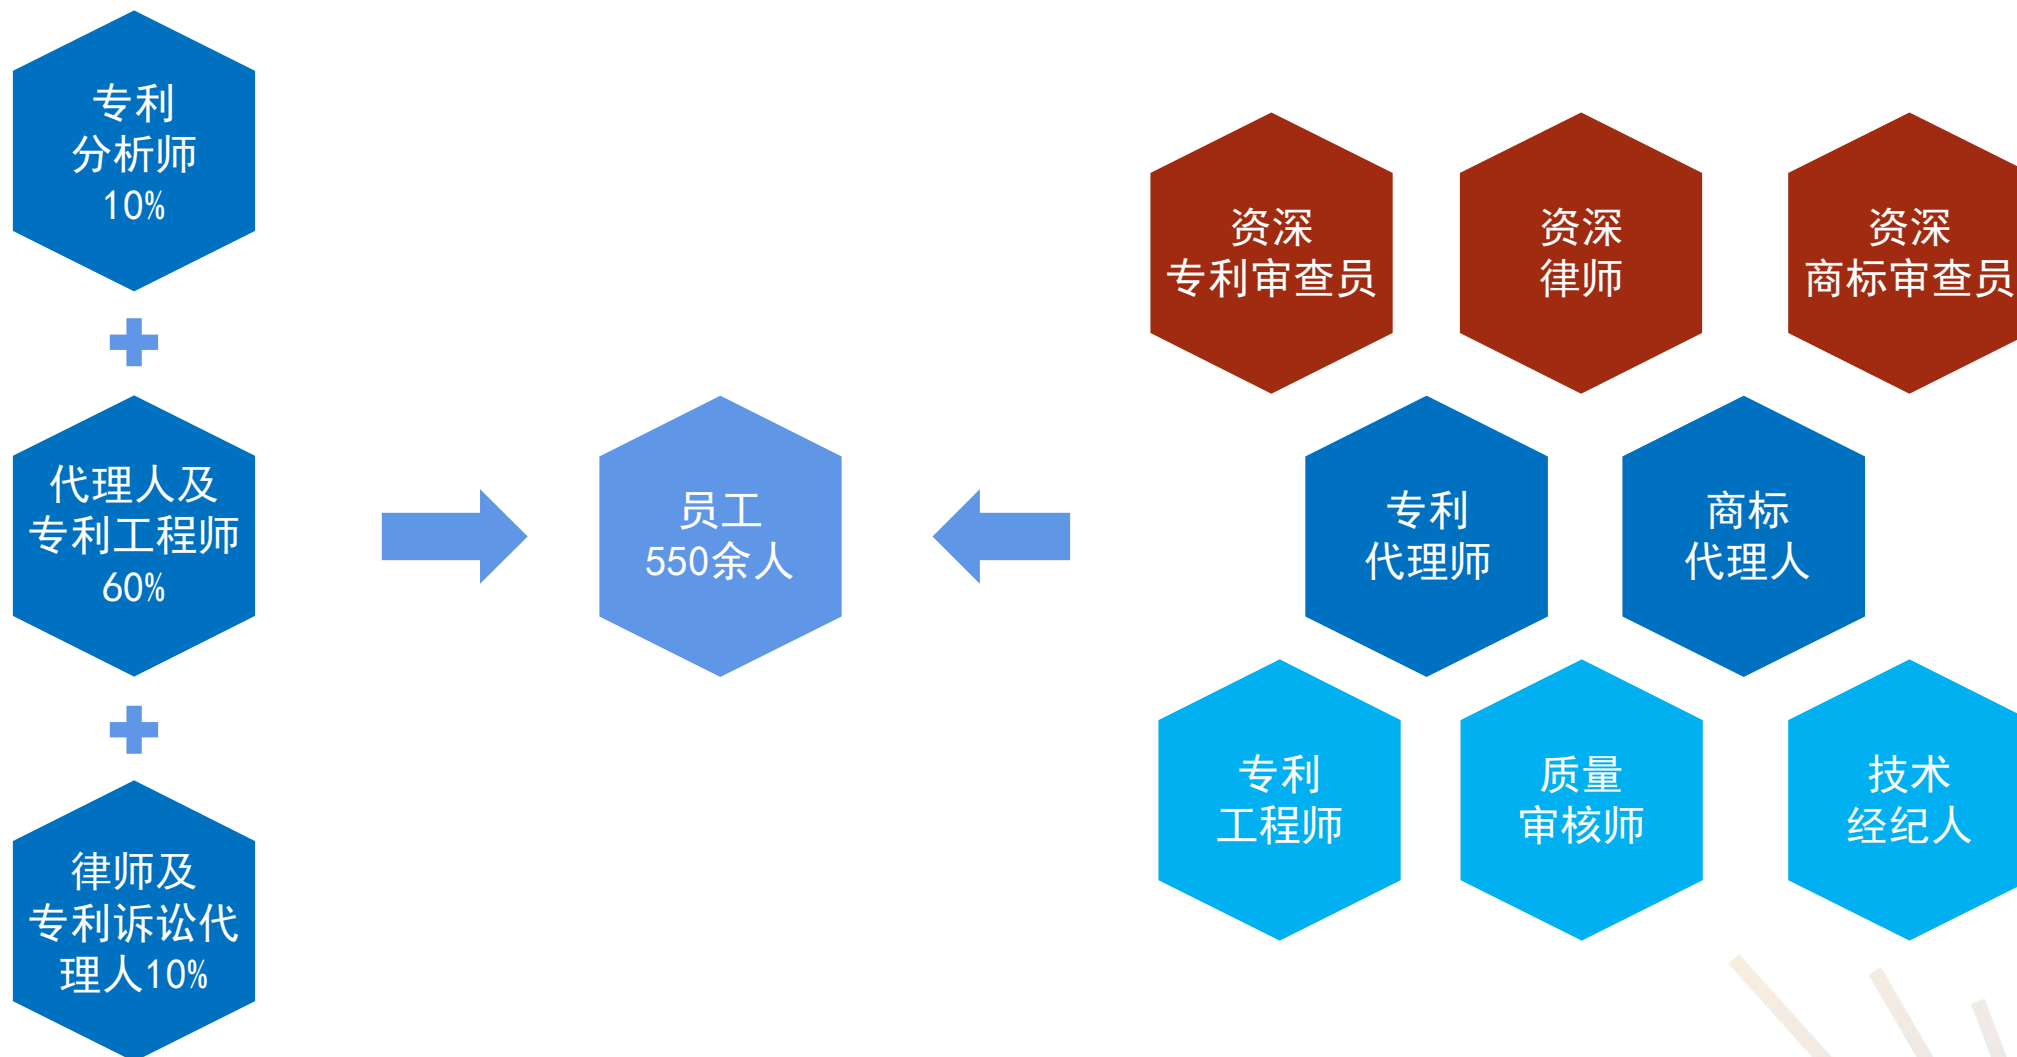 专利
分析师
10%
代理人及
专利工程师
60%
律师及
专利诉讼代
理人10%
员工
550余人
资深
专利审查员
资深
律师
资深
商标审查员
专利
代理师
商标
代理人
专利
工程师
质量
审核师
技术
经纪人